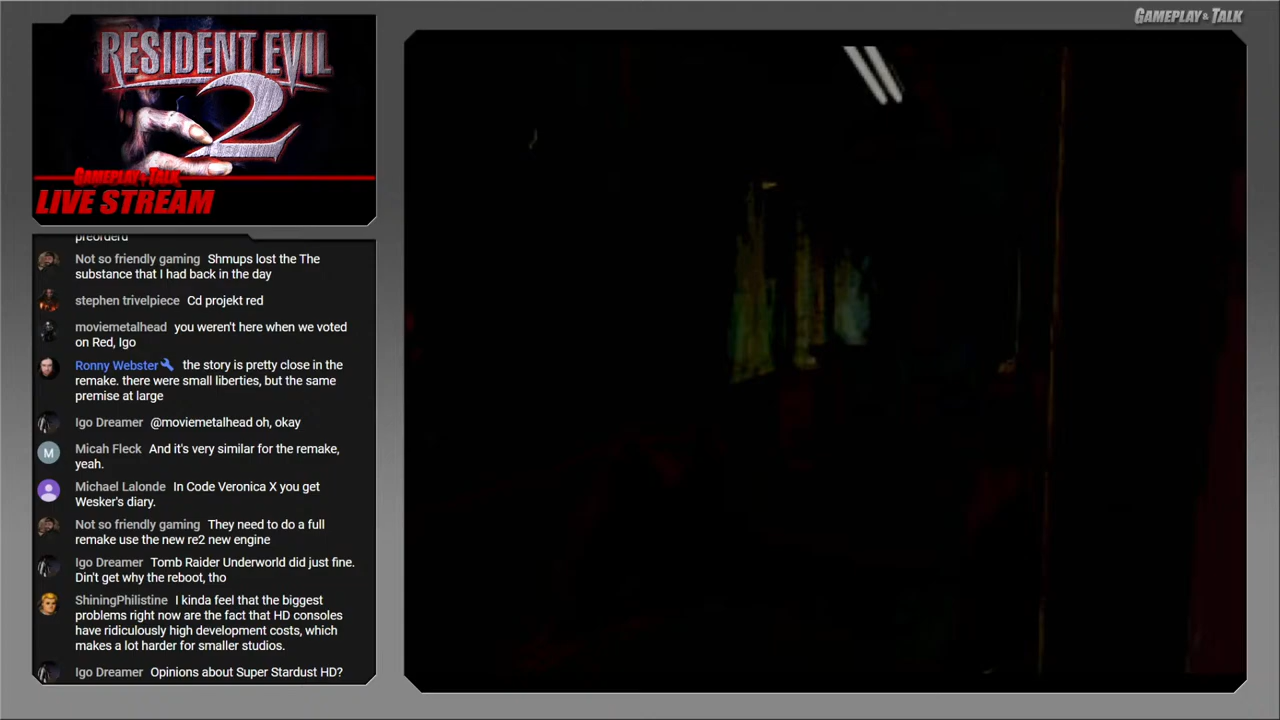 GAMEPLAY & TALK
RESIDENT EVIL
2
GAMEPLAY & TALK
LIVE STREAM
preorderd
Not so friendly gaming Shmups lost the The
substance that I had back in the day
stephen trivelpiece Cd projekt red
moviemetalhead you weren't here when we voted
on Red, Igo
Ronny Webster the story is pretty close in the
remake. there were small liberties, but the same
premise at large
Igo Dreamer @moviemetalhead oh, okay
M
Micah Fleck And it's very similar for the remake,
yeah.
Michael Lalonde In Code Veronica X you get
Wesker's diary.
Not so friendly gaming They need to do a full
remake use the new re2 new engine
Igo Dreamer Tomb Raider Underworld did just fine.
Din't get why the reboot, tho
ShiningPhilistine I kinda feel that the biggest
problems right now are the fact that HD consoles
have ridiculously high development costs, which
makes a lot harder for smaller studios.
Igo Dreamer Opinions about Super Stardust HD?